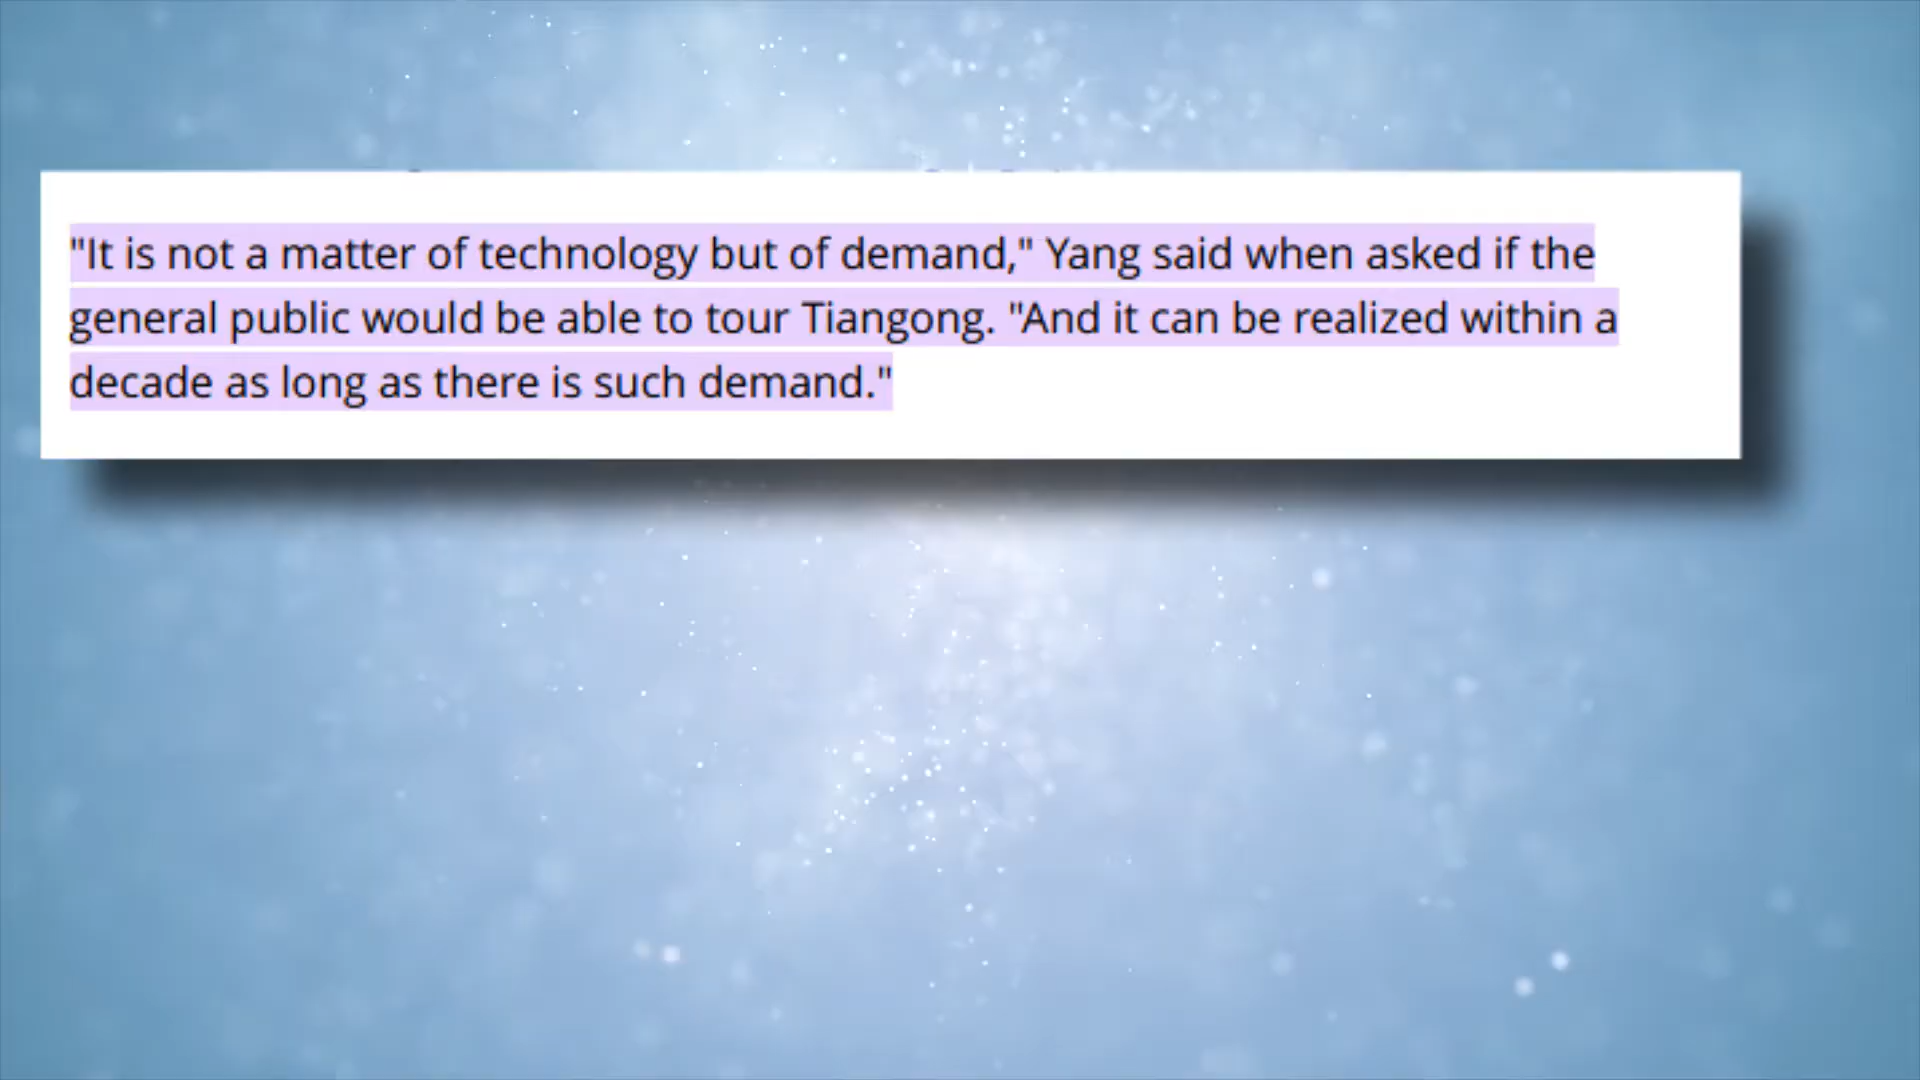 "It is not a matter of technology but of demand," Yang said when asked if the
general public would be able to tour Tiangong. "And it can be realized within a
decade as long as there is such demand."